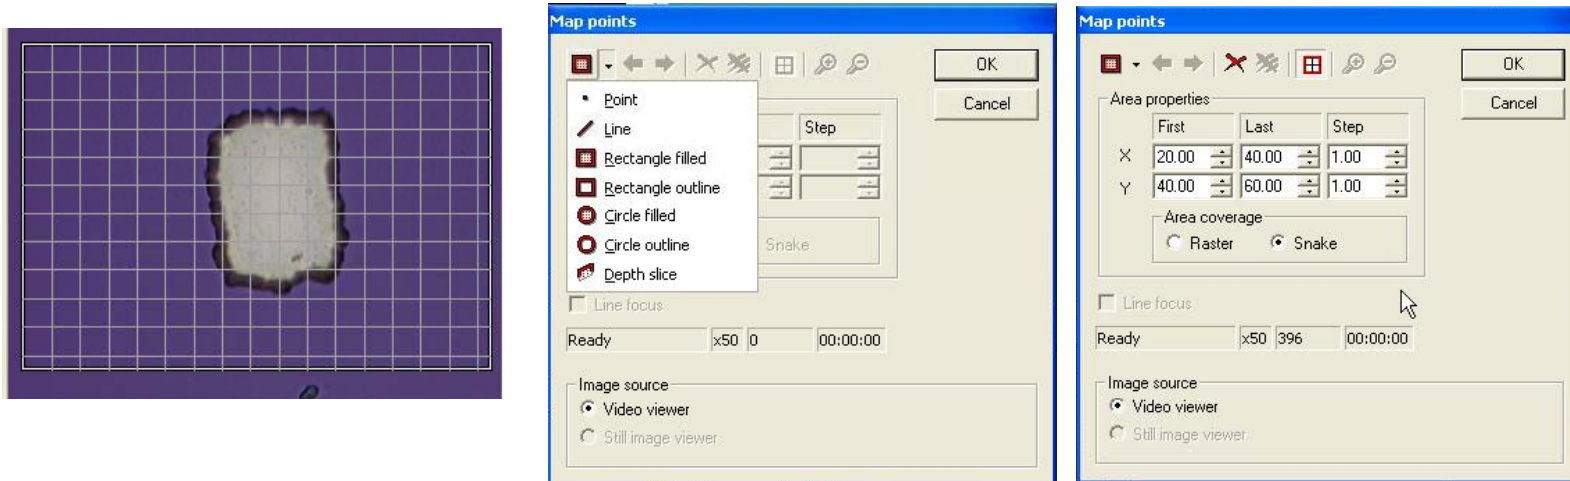 Map points
OK
Cancel
Point
Line
Rectangle filled
Rectangle outline
Circle filled
Circle outline
Depth slice
Step
Snake
Line focus
Ready x50 0 00:00:00
Image source
Video viewer
Still image viewer
Map points
OK
Cancel
Area properties
First Last Step
X 20.00 40.00 1.00
Y 40.00 60.00 1.00
Area coverage
Raster Snake
Line focus
Ready x50 396 00:00:00
Image source
Video viewer
Still image viewer